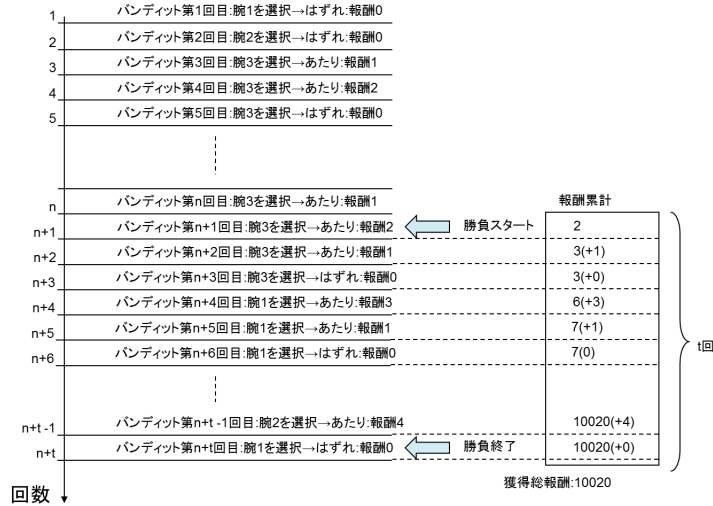 1 バンディット第1回目:腕1を選択→はずれ:報酬0
2 バンディット第2回目:腕2を選択→はずれ:報酬0
3 バンディット第3回目:腕3を選択→あたり:報酬1
4 バンディット第4回目:腕3を選択→あたり:報酬2
5 バンディット第5回目:腕3を選択→はずれ:報酬0
報酬累計
n バンディット第n回目:腕3を選択→あたり:報酬1
n+1 バンディット第n+1回目:腕3を選択→あたり:報酬2 勝負スタート 2
n+2 バンディット第n+2回目:腕3を選択→あたり:報酬1 3(+1)
n+3 バンディット第n+3回目:腕3を選択→はずれ:報酬0 3(+0)
n+4 バンディット第n+4回目:腕1を選択→あたり:報酬3 6(+3)
n+5 バンディット第n+5回目:腕1を選択→あたり:報酬1 7(+1)
n+6 バンディット第n+6回目:腕1を選択→はずれ:報酬0 7(0)
t回
n+t -1 バンディット第n+t -1回目:腕2を選択→あたり:報酬4 10020(+4)
n+t バンディット第n+t回目:腕1を選択→はずれ:報酬0 勝負終了 10020(+0)
獲得総報酬:10020
回数